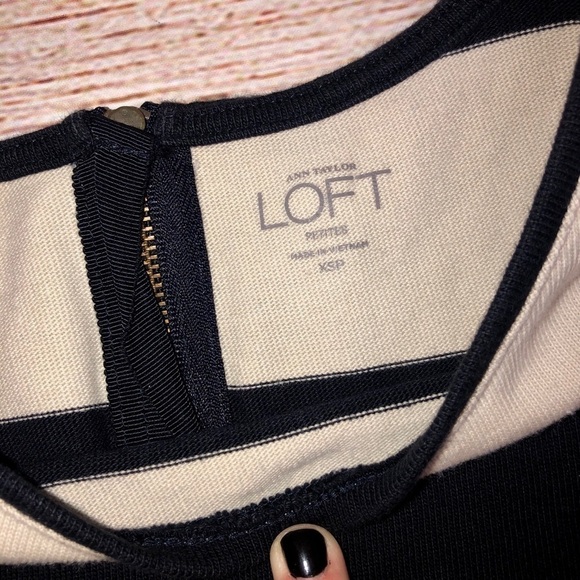 ANN TAYLOR
LOFT
PETITES
MADE IN VIETNAM
XSP